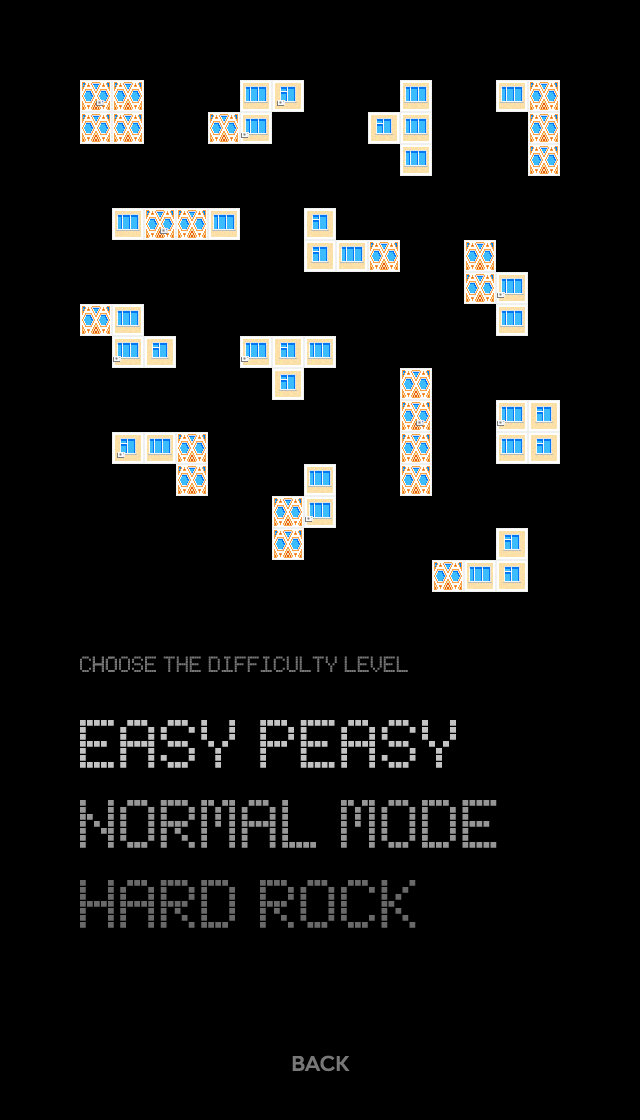 CHOOSE THE DIFFICULTY LEVEL
EASY PEASY
NORMAL MODE
HARD ROCK
BACK